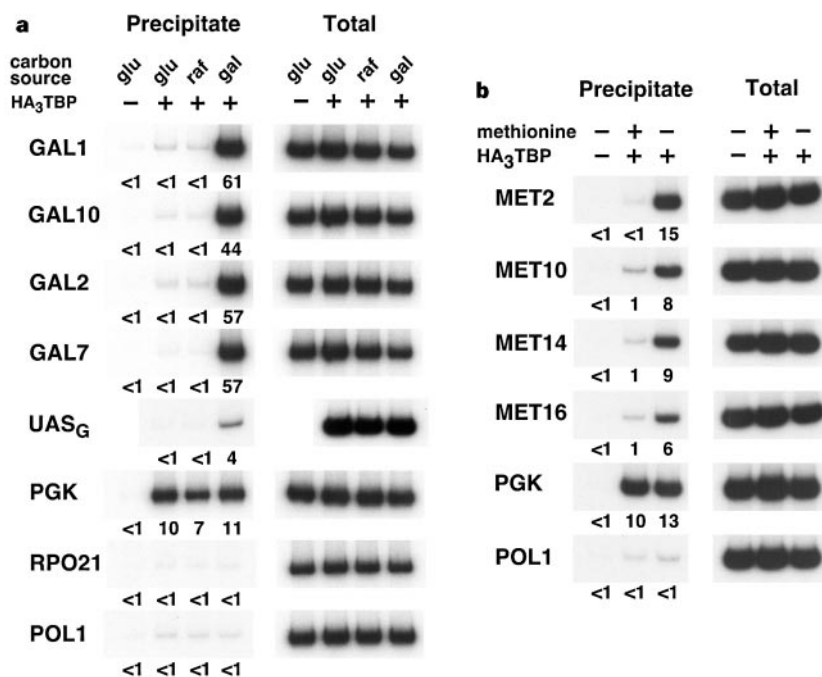 a
Precipitate Total
carbon source glu glu raf gal glu glu raf gal
HA₃TBP − + + + − + + +
GAL1
<1 <1 <1 61
GAL10
<1 <1 <1 44
GAL2
<1 <1 <1 57
GAL7
<1 <1 <1 57
UAS_G
<1 <1 4
PGK
<1 10 7 11
RPO21
<1 <1 <1 <1
POL1
<1 <1 <1 <1
b
Precipitate Total
methionine − + − − + −
HA₃TBP − + + − + +
MET2
<1 <1 15
MET10
<1 1 8
MET14
<1 1 9
MET16
<1 1 6
PGK
<1 10 13
POL1
<1 <1 <1